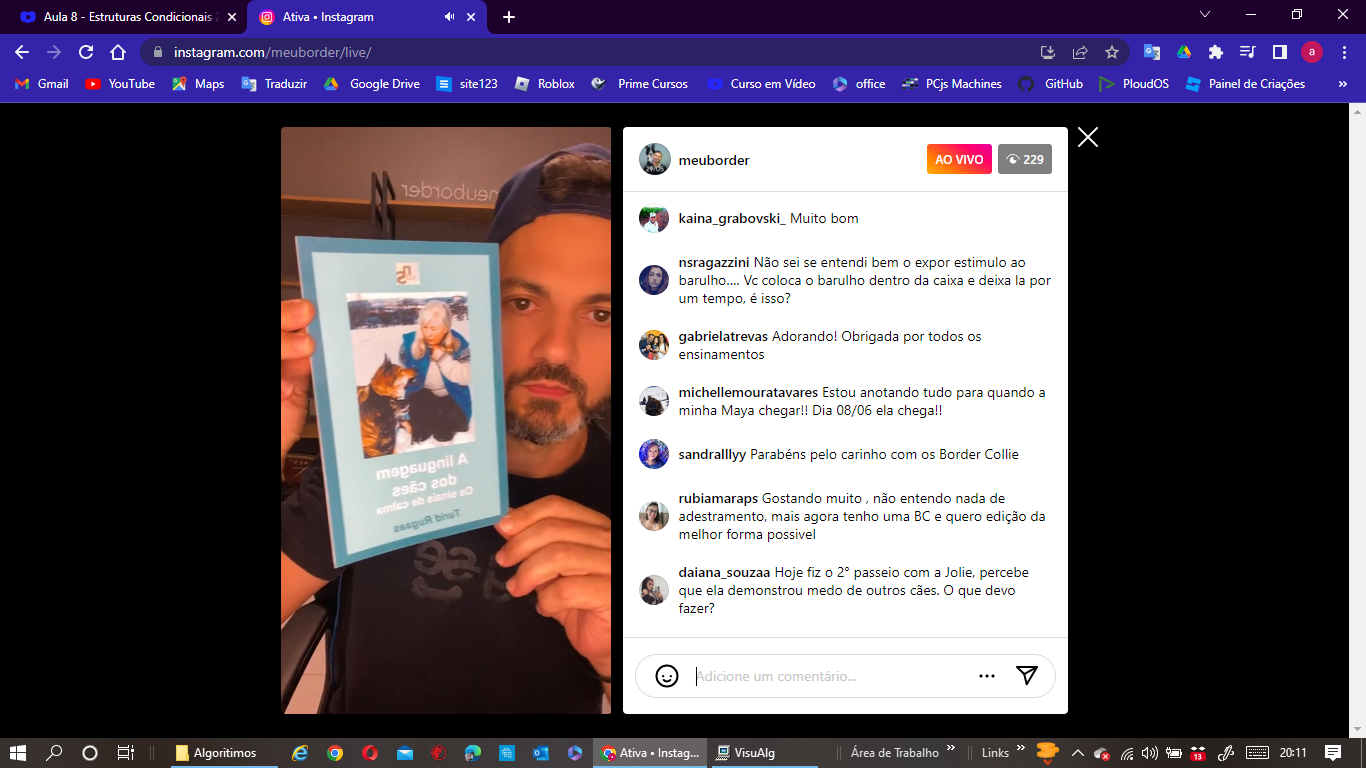 Aula 8 - Estruturas Condicionais
Ativa • Instagram
instagram.com/meuborder/live/
a
Gmail
YouTube
Maps
Traduzir
Google Drive
site123
Roblox
Prime Cursos
Curso em Vídeo
office
PCjs Machines
GitHub
PloudOS
Painel de Criações
»
meuborder
A linguagem
dos cães
Os sinais de calma
Turid Rugaas
29/05
meuborder
AO VIVO
229
kaina_grabovski_ Muito bom
nsragazzini Não sei se entendi bem o expor estimulo ao
barulho.... Vc coloca o barulho dentro da caixa e deixa la por
um tempo, é isso?
gabrielatrevas Adorando! Obrigada por todos os
ensinamentos
michellemouratavares Estou anotando tudo para quando a
minha Maya chegar!! Dia 08/06 ela chega!!
sandralllyy Parabéns pelo carinho com os Border Collie
rubiamaraps Gostando muito , não entendo nada de
adestramento, mais agora tenho uma BC e quero edição da
melhor forma possivel
daiana_souzaa Hoje fiz o 2° passeio com a Jolie, percebe
que ela demonstrou medo de outros cães. O que devo
fazer?
Adicione um comentário...
Algoritimos
Ativa • Instag...
VisuAlg
Área de Trabalho »
Links »
13
20:11